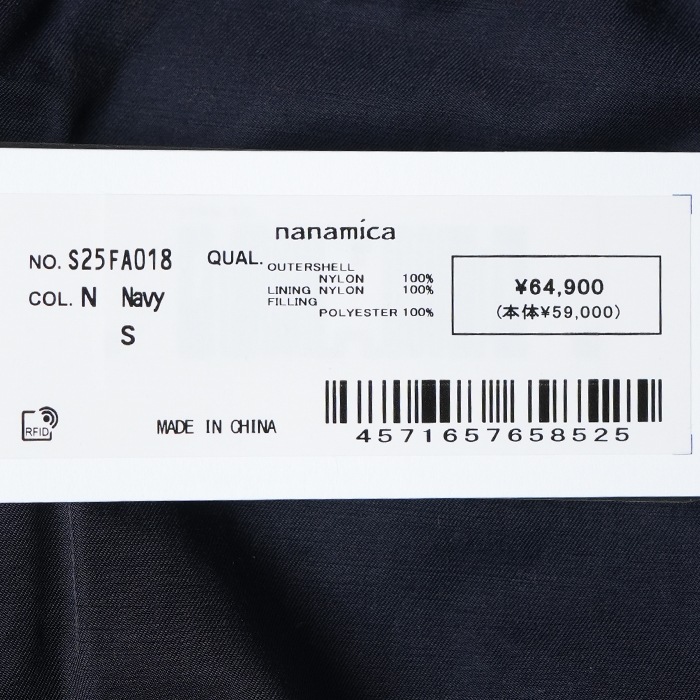 nanamica
NO. S25FA018
COL. N Navy
S
QUAL.
OUTERSHELL
NYLON 100%
LINING NYLON 100%
FILLING
POLYESTER 100%
¥64,900
(本体¥59,000)
RFID
MADE IN CHINA
4571657658525